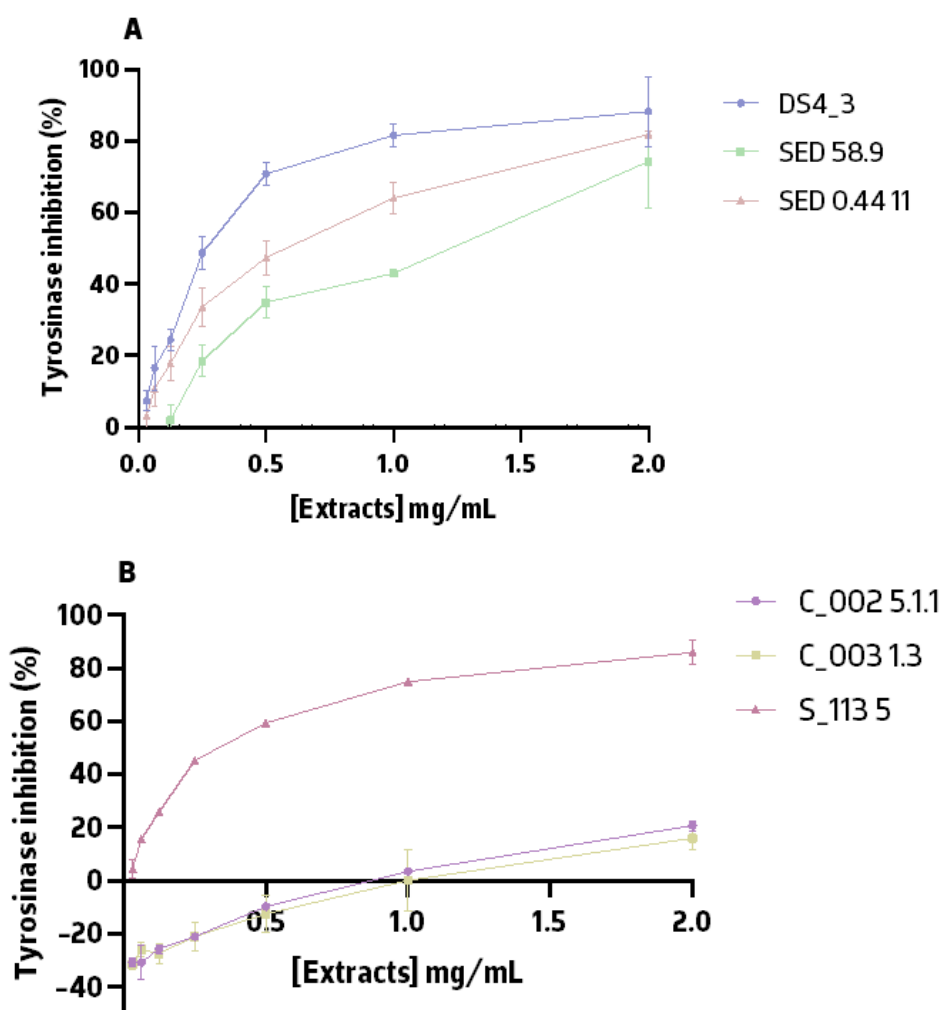 A
Tyrosinase inhibition (%)
100
80
60
40
20
0
0.0 0.5 1.0 1.5 2.0
[Extracts] mg/mL
DS4_3
SED 58.9
SED 0.44 11
B
Tyrosinase inhibition (%)
100
80
60
40
20
0
-20
-40
0.5 1.0 1.5 2.0
[Extracts] mg/mL
C_002 5.1.1
C_003 1.3
S_113 5